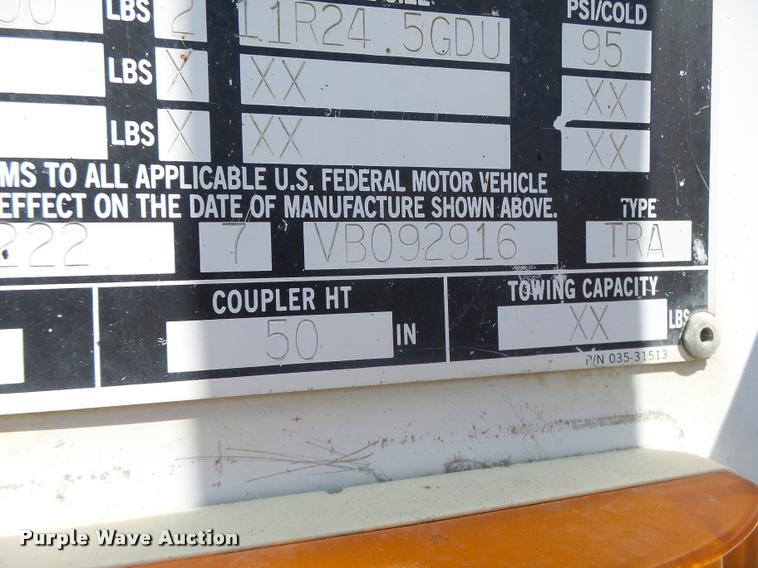 LBS 2 11R24 5GDU 95
PSI/COLD
LBS X XX XX
LBS X XX XX
MS TO ALL APPLICABLE U.S. FEDERAL MOTOR VEHICLE
EFFECT ON THE DATE OF MANUFACTURE SHOWN ABOVE.
TYPE
222 7 VB092916 TRA
COUPLER HT TOWING CAPACITY
50 IN XX LBS
P/N 035-31513
Purple Wave Auction